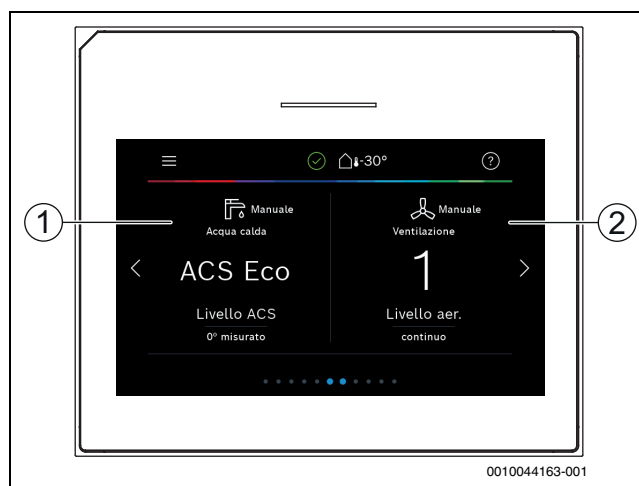 -30°
?
Manuale
Acqua calda
ACS Eco
Livello ACS
0° misurato
Manuale
Ventilazione
1
Livello aer.
continuo
1
2
0010044163-001